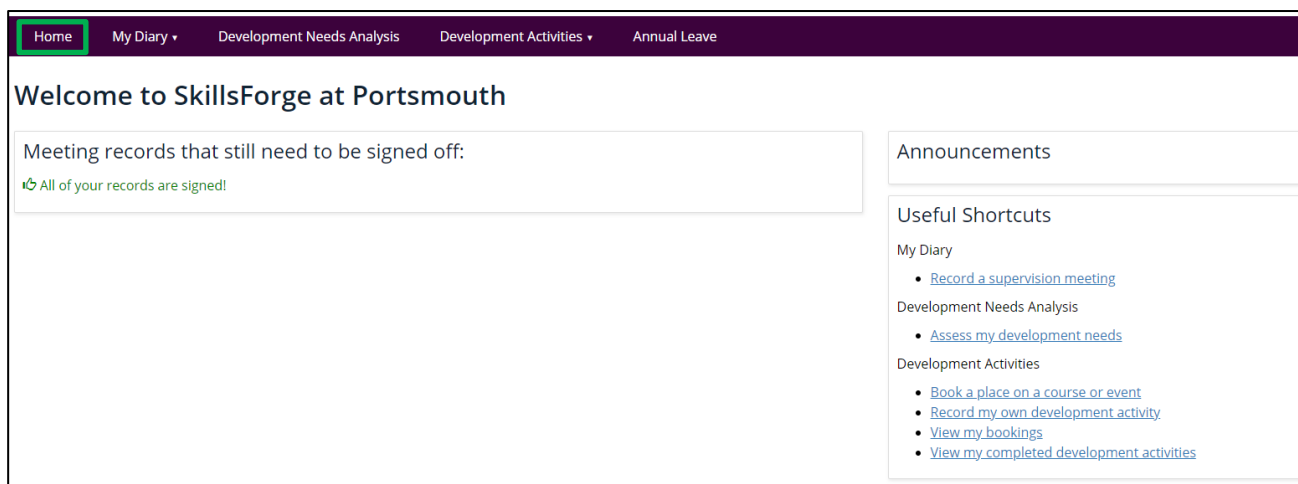 Home My Diary ▾ Development Needs Analysis Development Activities ▾ Annual Leave
Welcome to SkillsForge at Portsmouth
Meeting records that still need to be signed off:
All of your records are signed!
Announcements
Useful Shortcuts
My Diary
• Record a supervision meeting
Development Needs Analysis
• Assess my development needs
Development Activities
• Book a place on a course or event
• Record my own development activity
• View my bookings
• View my completed development activities